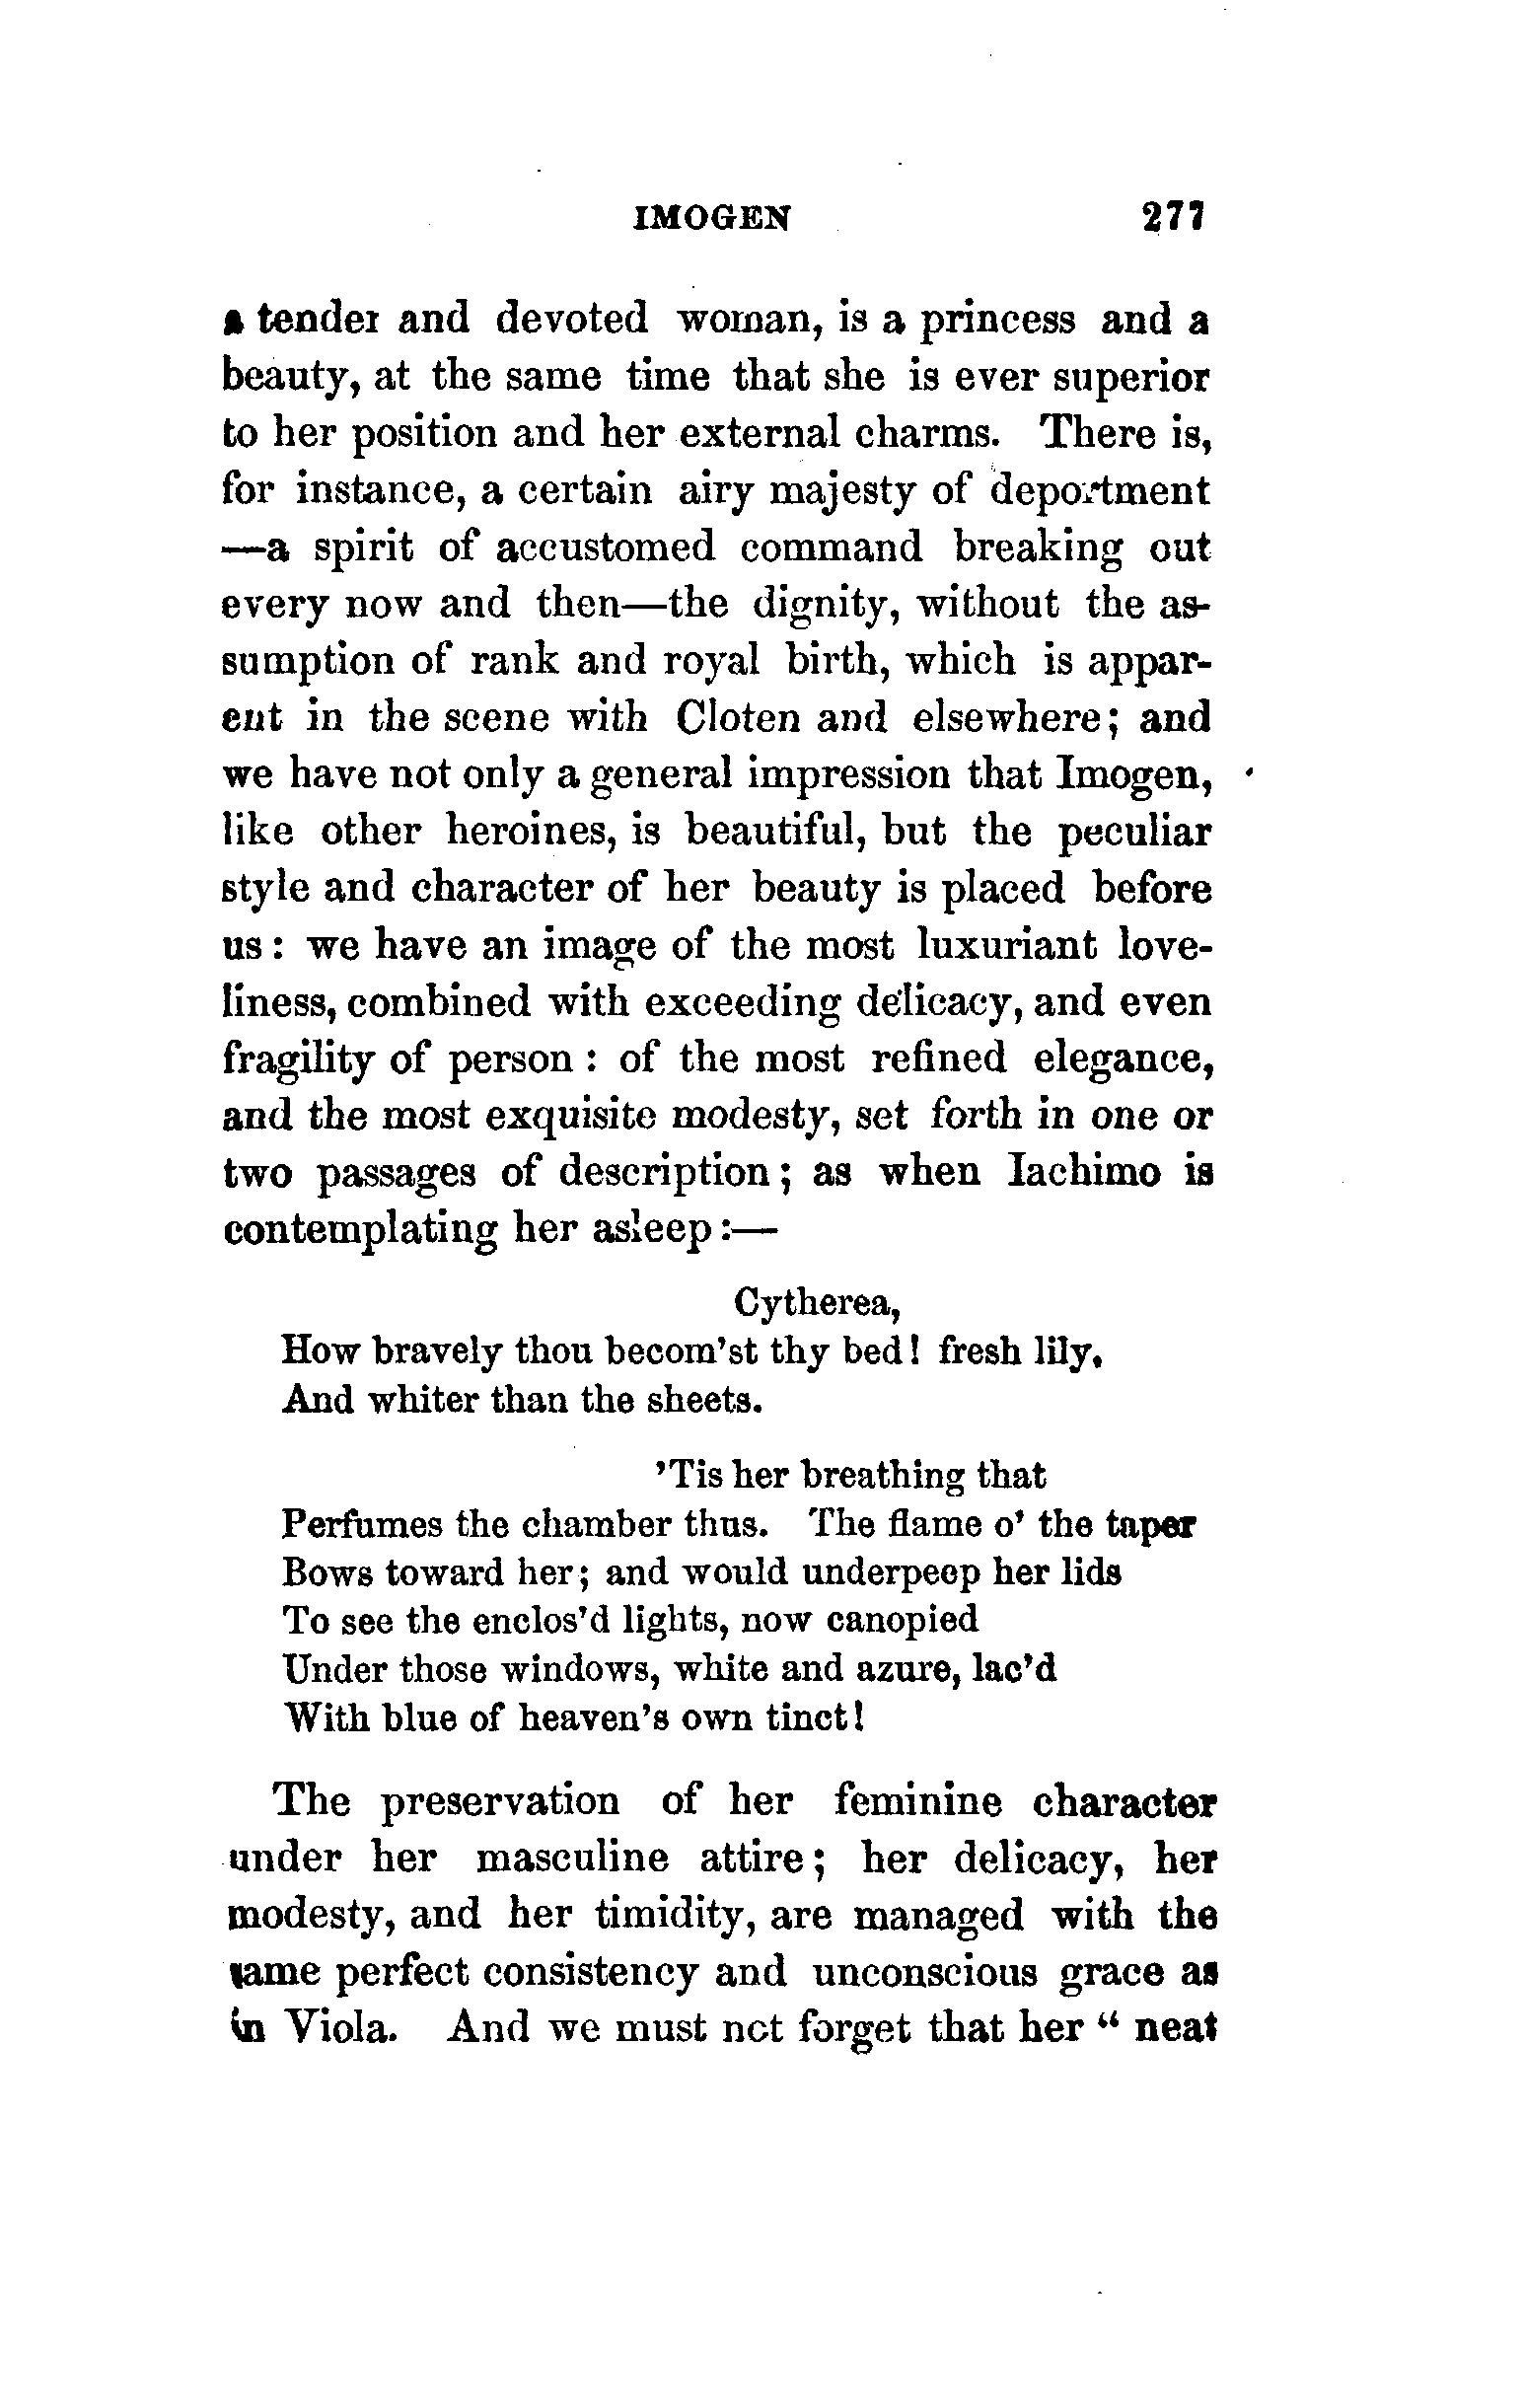 IMOGEN 277
a tender and devoted woman, is a princess and a
beauty, at the same time that she is ever superior
to her position and her external charms. There is,
for instance, a certain airy majesty of deportment
—a spirit of accustomed command breaking out
every now and then—the dignity, without the as-
sumption of rank and royal birth, which is appar-
ent in the scene with Cloten and elsewhere; and
we have not only a general impression that Imogen,
like other heroines, is beautiful, but the peculiar
style and character of her beauty is placed before
us: we have an image of the most luxuriant love-
liness, combined with exceeding delicacy, and even
fragility of person: of the most refined elegance,
and the most exquisite modesty, set forth in one or
two passages of description; as when Iachimo is
contemplating her asleep:—
Cytherea,
How bravely thou becom'st thy bed! fresh lily,
And whiter than the sheets.
'Tis her breathing that
Perfumes the chamber thus. The flame o' the taper
Bows toward her; and would underpeep her lids
To see the enclos'd lights, now canopied
Under those windows, white and azure, lac'd
With blue of heaven's own tinct!
The preservation of her feminine character
under her masculine attire; her delicacy, her
modesty, and her timidity, are managed with the
same perfect consistency and unconscious grace as
in Viola. And we must not forget that her "neat